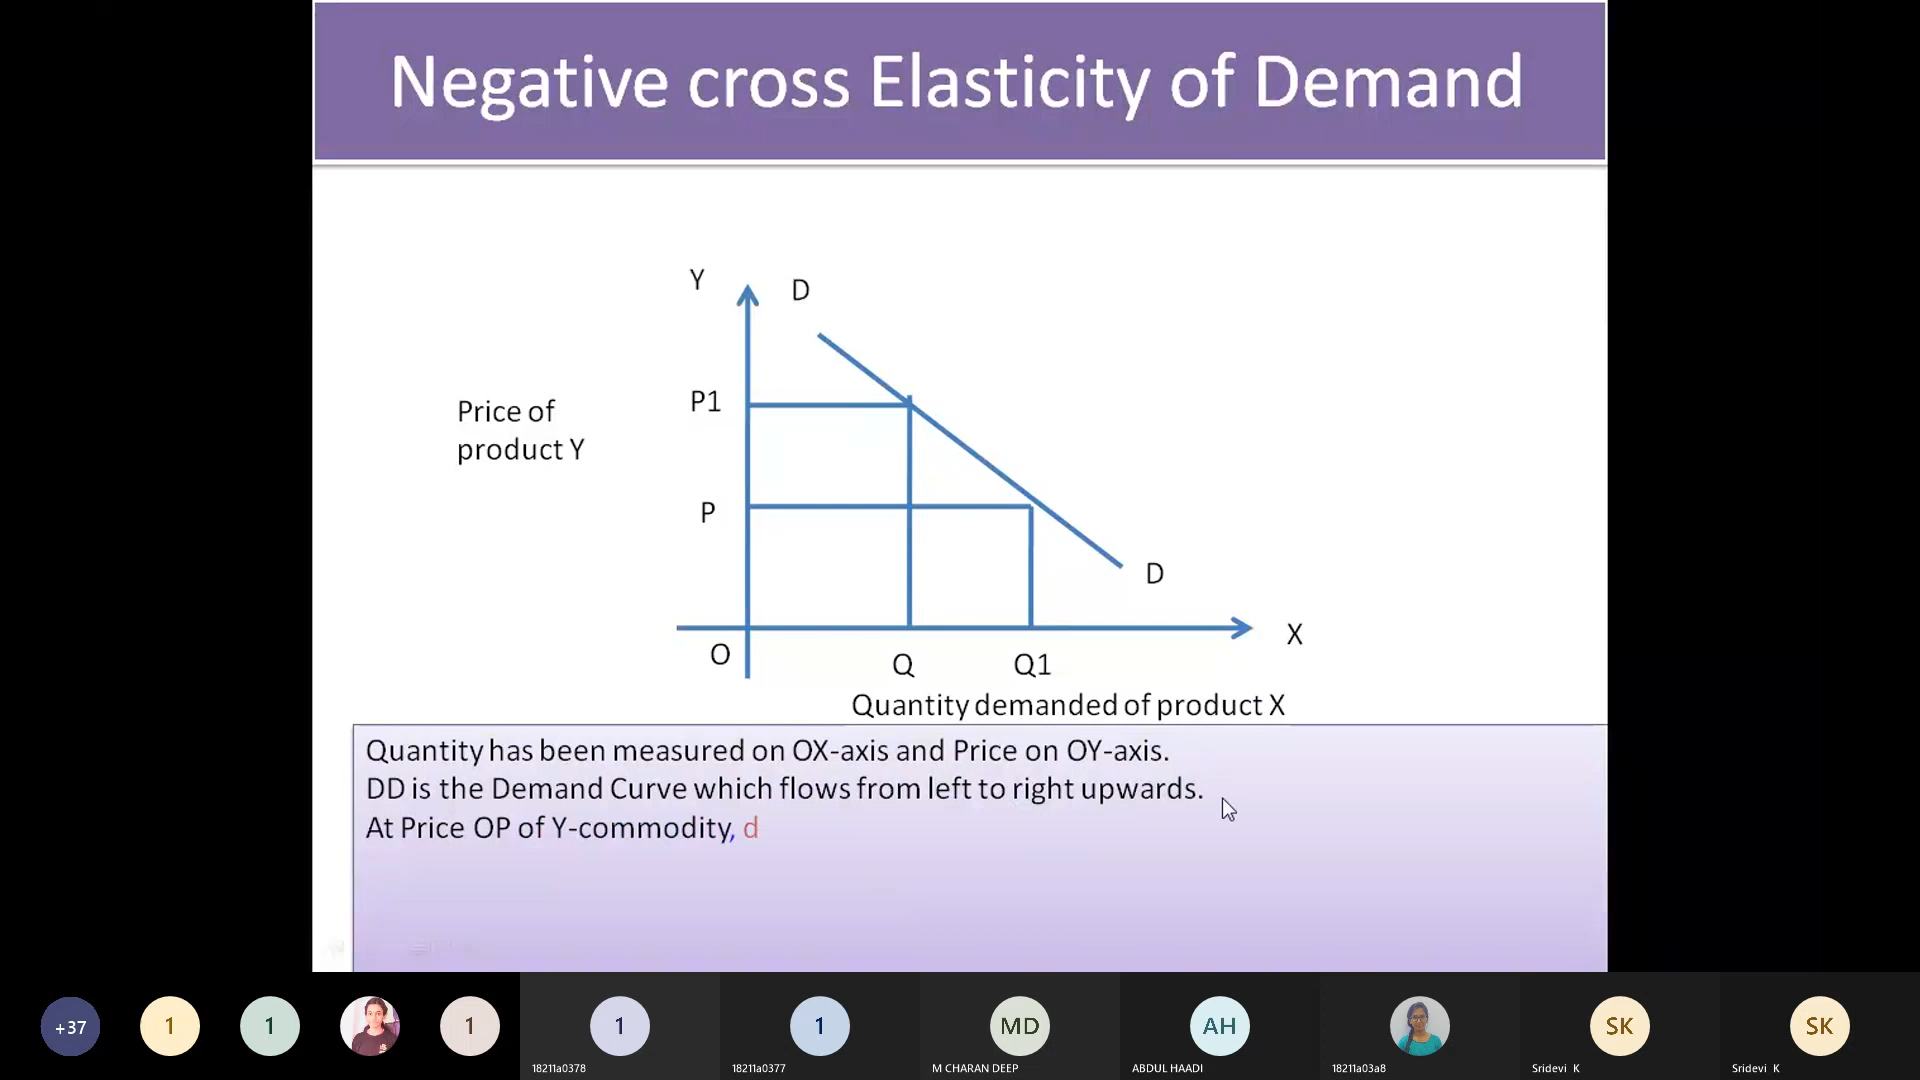 Negative cross Elasticity of Demand
Y
D
P1
Price of
product Y
P
D
X
O
Q
Q1
Quantity demanded of product X
Quantity has been measured on OX-axis and Price on OY-axis.
DD is the Demand Curve which flows from left to right upwards.
At Price OP of Y-commodity, d
+37
1
1
1
1
1
MD
AH
SK
SK
18211a0378
18211a0377
M CHARAN DEEP
ABDUL HAADI
18211a03a8
Sridevi K
Sridevi K